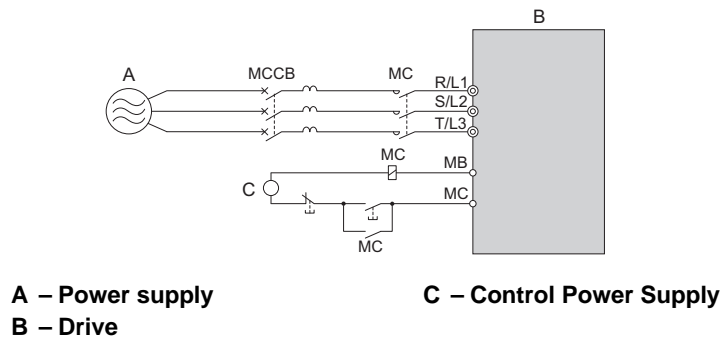 B
A
MCCB
MC
R/L1
S/L2
T/L3
MC
MB
C
MC
MC
A – Power supply
C – Control Power Supply
B – Drive